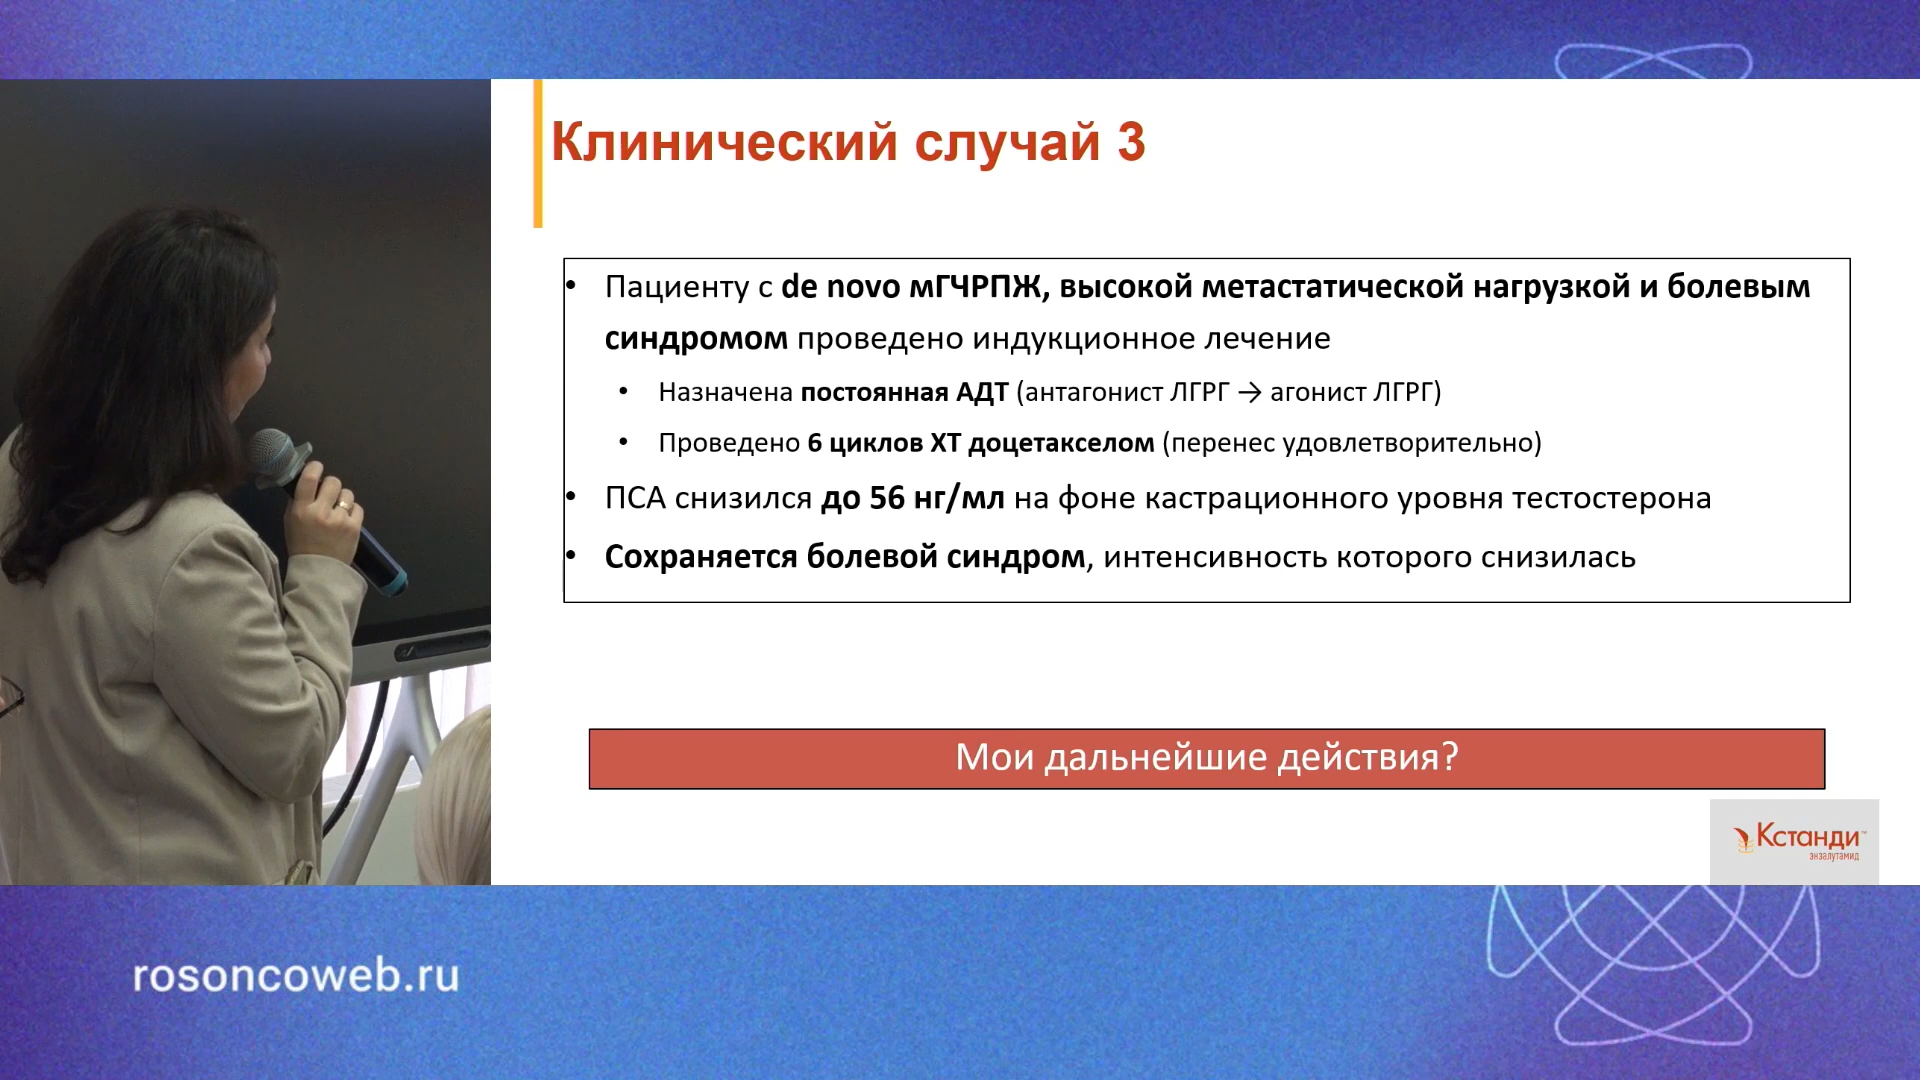 Клинический случай 3
• Пациенту с de novo мГЧРПЖ, высокой метастатической нагрузкой и болевым
синдромом проведено индукционное лечение
• Назначена постоянная АДТ (антагонист ЛГРГ → агонист ЛГРГ)
• Проведено 6 циклов ХТ доцетакселом (перенес удовлетворительно)
• ПСА снизился до 56 нг/мл на фоне кастрационного уровня тестостерона
• Сохраняется болевой синдром, интенсивность которого снизилась
Мои дальнейшие действия?
Кстанди™
энзалутамид
rosoncoweb.ru